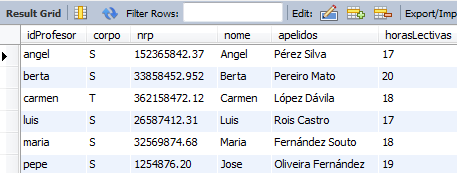 Result Grid Filter Rows: Edit: Export/Imp
idProfesor corpo nrp nome apelidos horasLectivas
angel S 152365842.37 Angel Pérez Silva 17
berta S 33858452.952 Berta Pereiro Mato 20
carmen T 362158472.12 Carmen López Dávila 18
luis S 26587412.31 Luis Rois Castro 17
maria S 32569874.68 Maria Fernández Souto 18
pepe S 1254876.20 Jose Oliveira Fernández 19